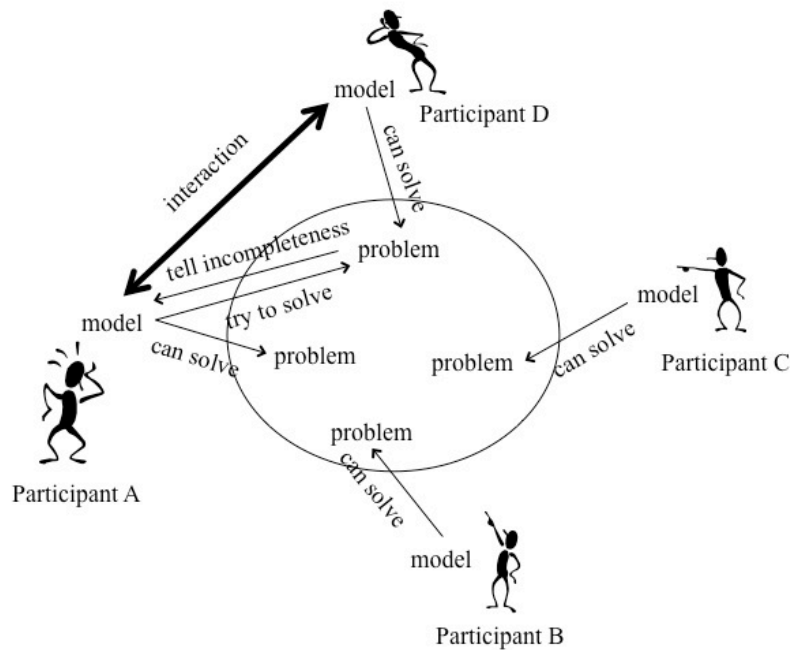 model
Participant D
interaction
can solve
tell incompleteness
problem
try to solve
model
can solve
problem
Participant A
model
can solve
problem
Participant C
problem
can solve
model
Participant B